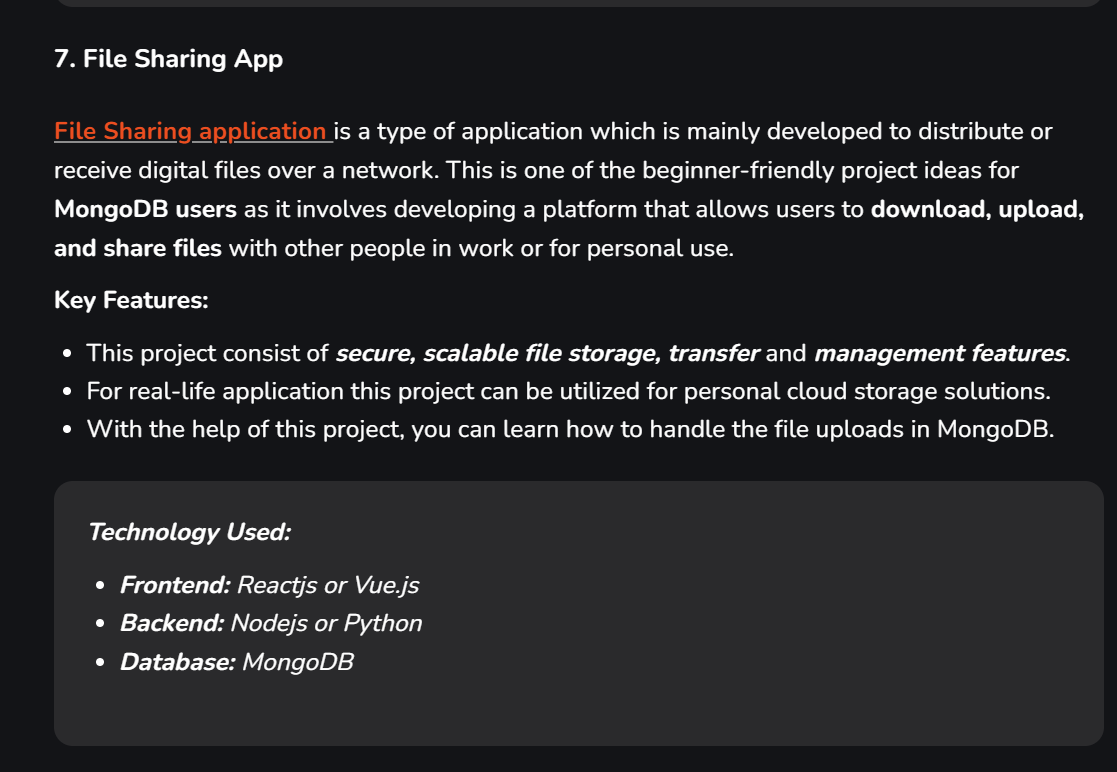 7. File Sharing App
File Sharing application is a type of application which is mainly developed to distribute or
receive digital files over a network. This is one of the beginner-friendly project ideas for
MongoDB users as it involves developing a platform that allows users to download, upload,
and share files with other people in work or for personal use.
Key Features:
• This project consist of secure, scalable file storage, transfer and management features.
• For real-life application this project can be utilized for personal cloud storage solutions.
• With the help of this project, you can learn how to handle the file uploads in MongoDB.
Technology Used:
• Frontend: Reactjs or Vue.js
• Backend: Nodejs or Python
• Database: MongoDB